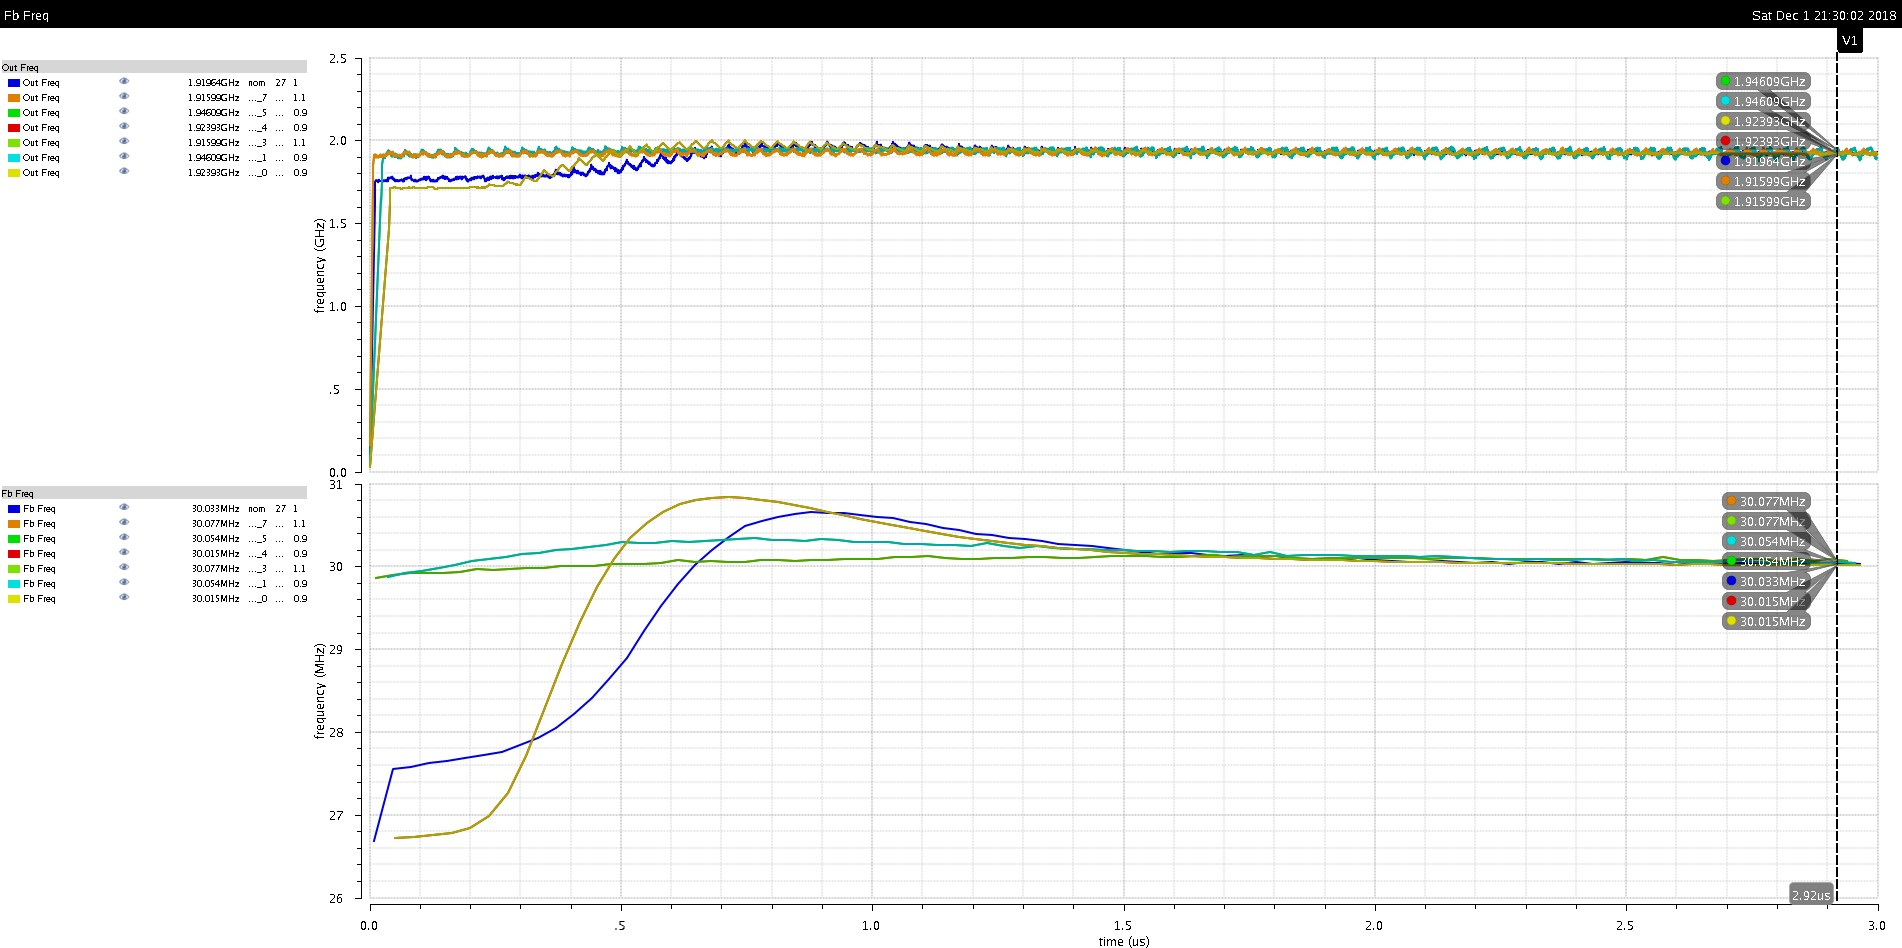 Fb Freq
Sat Dec 1 21:30:02 2018
V1
Out Freq
Out Freq 1.91964GHz nom 27 1
Out Freq 1.91599GHz ..._7 ... 1.1
Out Freq 1.94609GHz ..._5 ... 0.9
Out Freq 1.92393GHz ..._4 ... 0.9
Out Freq 1.91599GHz ..._3 ... 1.1
Out Freq 1.94609GHz ..._1 ... 0.9
Out Freq 1.92393GHz ..._0 ... 0.9
frequency (GHz)
2.5
2.0
1.5
1.0
.5
0.0
1.94609GHz
1.94609GHz
1.92393GHz
1.92393GHz
1.91964GHz
1.91599GHz
1.91599GHz
Fb Freq
Fb Freq 30.033MHz nom 27 1
Fb Freq 30.077MHz ..._7 ... 1.1
Fb Freq 30.054MHz ..._5 ... 0.9
Fb Freq 30.015MHz ..._4 ... 0.9
Fb Freq 30.077MHz ..._3 ... 1.1
Fb Freq 30.054MHz ..._1 ... 0.9
Fb Freq 30.015MHz ..._0 ... 0.9
frequency (MHz)
31
30
29
28
27
26
30.077MHz
30.077MHz
30.054MHz
30.054MHz
30.033MHz
30.015MHz
30.015MHz
2.92us
0.0 .5 1.0 1.5 2.0 2.5 3.0
time (us)